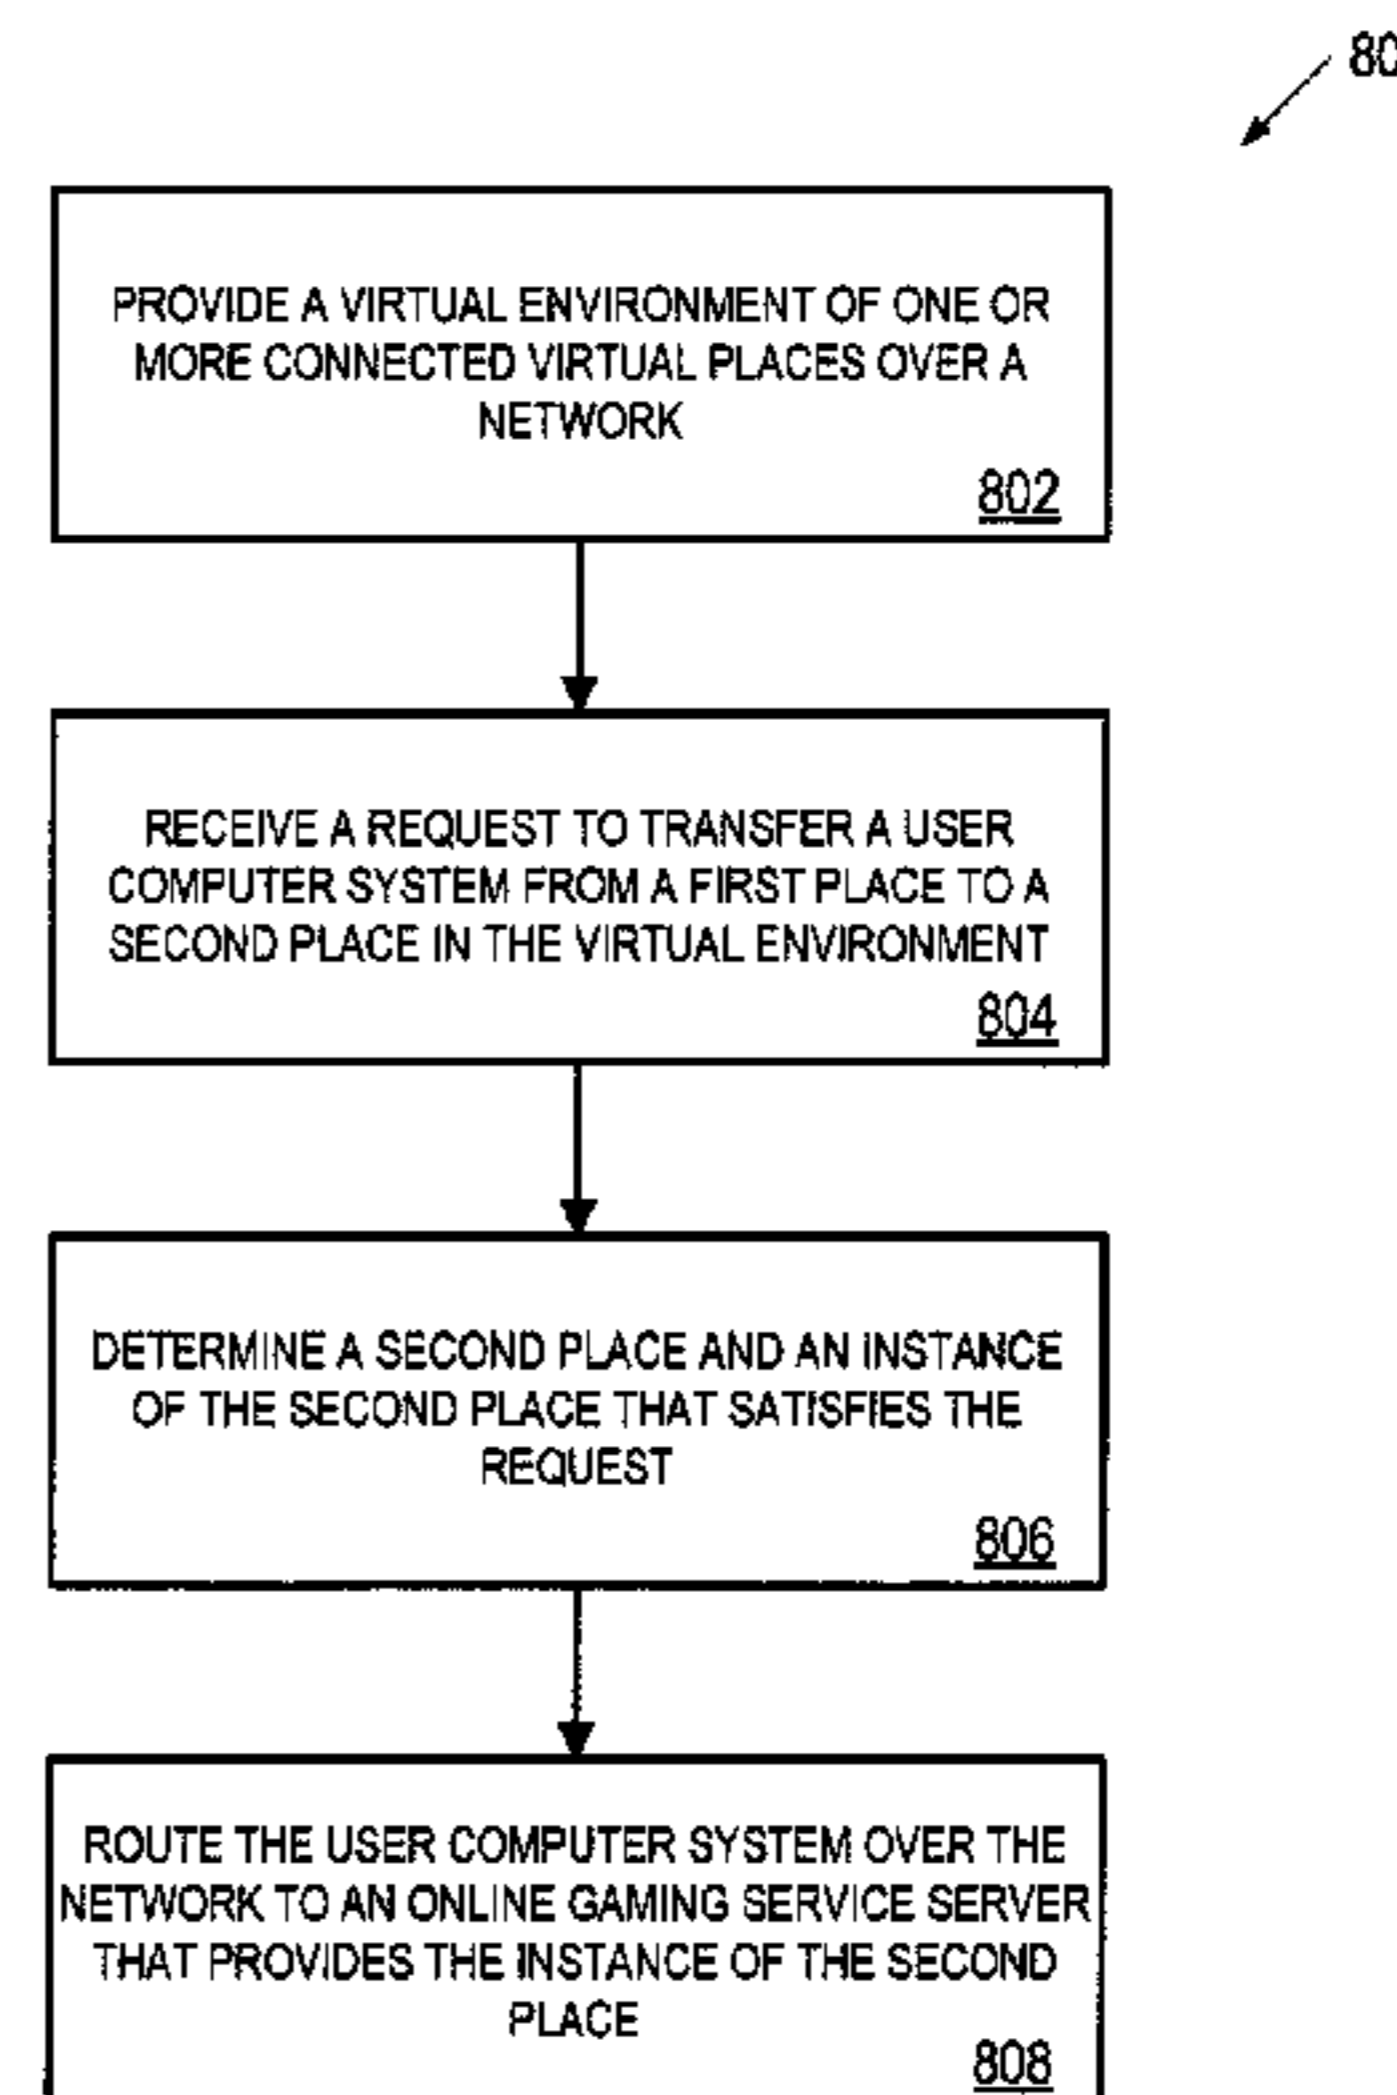 80
PROVIDE A VIRTUAL ENVIRONMENT OF ONE OR
MORE CONNECTED VIRTUAL PLACES OVER A
NETWORK
802
RECEIVE A REQUEST TO TRANSFER A USER
COMPUTER SYSTEM FROM A FIRST PLACE TO A
SECOND PLACE IN THE VIRTUAL ENVIRONMENT
804
DETERMINE A SECOND PLACE AND AN INSTANCE
OF THE SECOND PLACE THAT SATISFIES THE
REQUEST
806
ROUTE THE USER COMPUTER SYSTEM OVER THE
NETWORK TO AN ONLINE GAMING SERVICE SERVER
THAT PROVIDES THE INSTANCE OF THE SECOND
PLACE
808